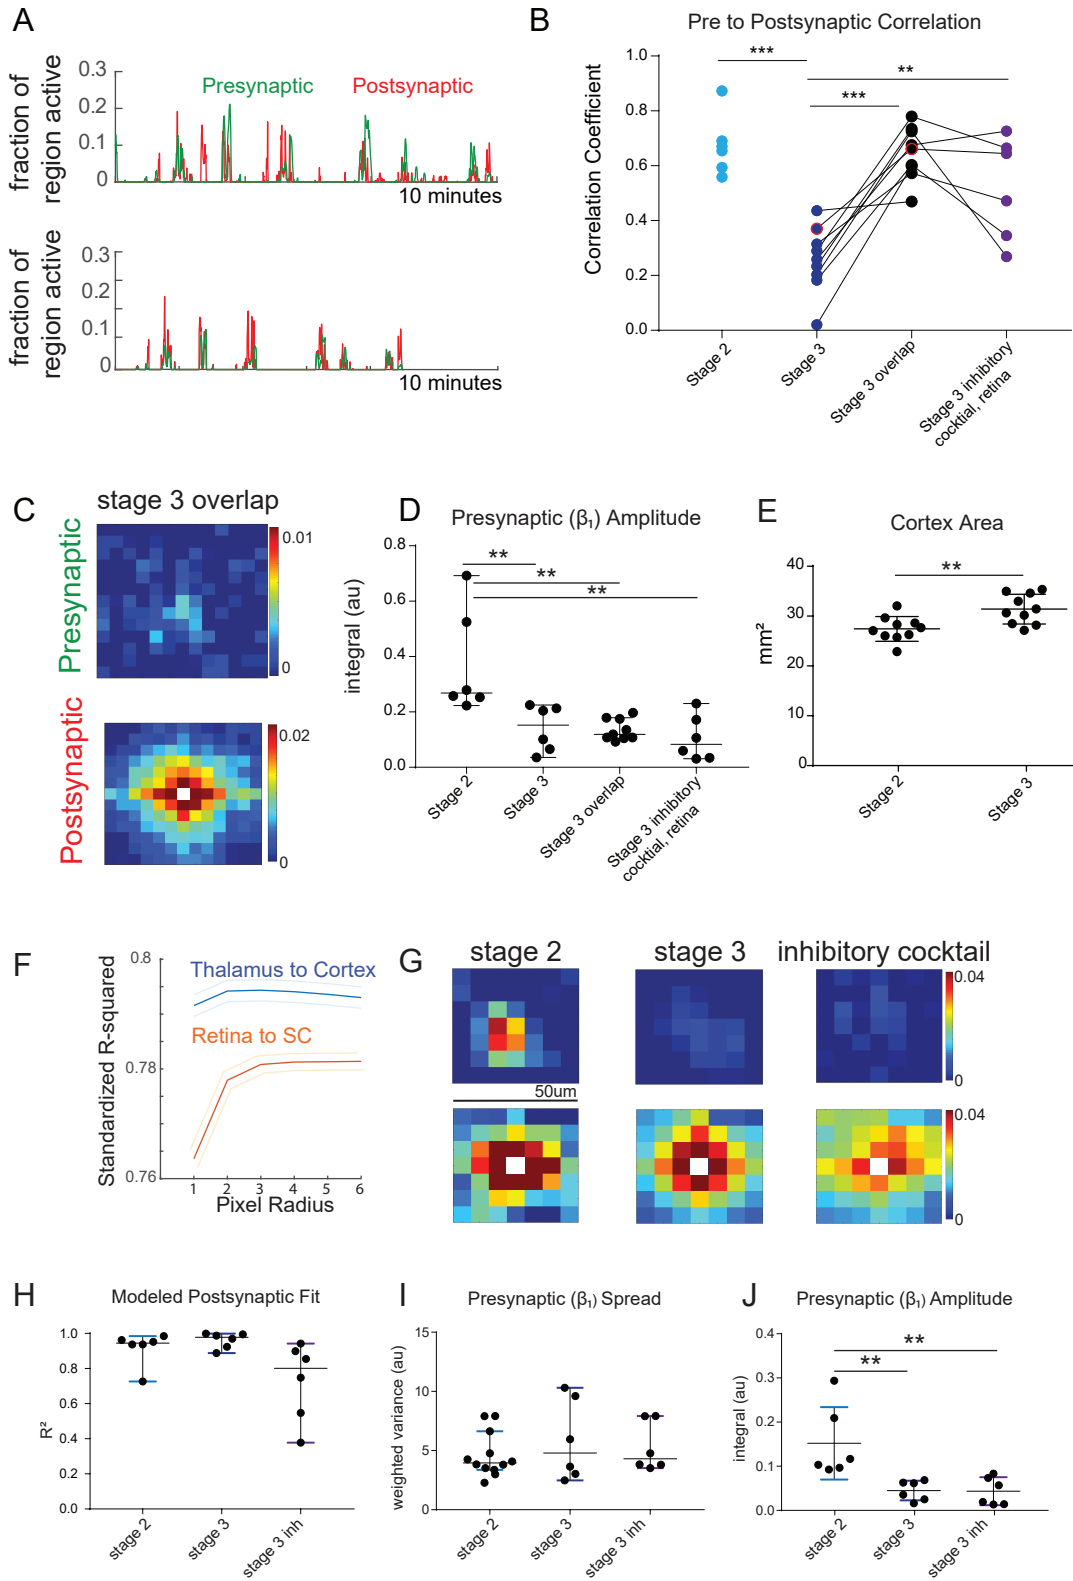 A
fraction of
region active
0.3
0.2
0.1
0
Presynaptic
Postsynaptic
10 minutes
fraction of
region active
0.3
0.2
0.1
0
10 minutes
B
Pre to Postsynaptic Correlation
Correlation Coefficient
1.0
0.8
0.6
0.4
0.2
0.0
***
**
***
Stage 2
Stage 3
Stage 3 overlap
Stage 3 inhibitory
cocktial, retina
C
stage 3 overlap
Presynaptic
0.01
0
Postsynaptic
0.02
0
D
Presynaptic (β₁) Amplitude
integral (au)
0.8
0.6
0.4
0.2
0.0
**
**
**
Stage 2
Stage 3
Stage 3 overlap
Stage 3 inhibitory
cocktial, retina
E
Cortex Area
mm²
40
30
20
10
0
**
Stage 2
Stage 3
F
Standardized R-squared
0.8
0.78
0.76
Thalamus to Cortex
Retina to SC
1 2 3 4 5 6
Pixel Radius
G
stage 2
stage 3
inhibitory cocktail
0.04
0
50um
0.04
0
H
Modeled Postsynaptic Fit
R²
1.0
0.8
0.6
0.4
0.2
0.0
stage 2
stage 3
stage 3 inh
I
Presynaptic (β₁) Spread
weighted variance (au)
15
10
5
0
stage 2
stage 3
stage 3 inh
J
Presynaptic (β₁) Amplitude
integral (au)
0.4
0.3
0.2
0.1
0.0
**
**
stage 2
stage 3
stage 3 inh